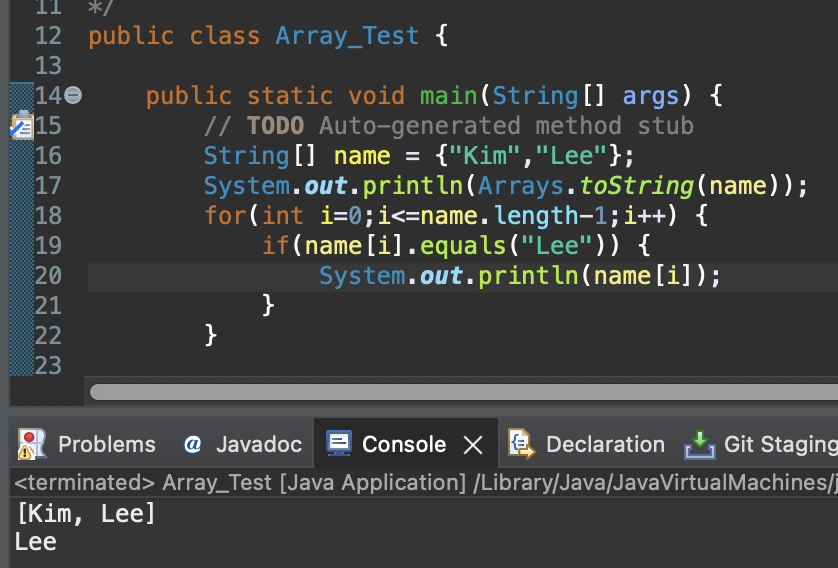 11 */
12 public class Array_Test {
13
14 public static void main(String[] args) {
15 // TODO Auto-generated method stub
16 String[] name = {"Kim","Lee"};
17 System.out.println(Arrays.toString(name));
18 for(int i=0;i<=name.length-1;i++) {
19 if(name[i].equals("Lee")) {
20 System.out.println(name[i]);
21 }
22 }
23
Problems @ Javadoc Console Declaration Git Staging
<terminated> Array_Test [Java Application] /Library/Java/JavaVirtualMachines/j
[Kim, Lee]
Lee